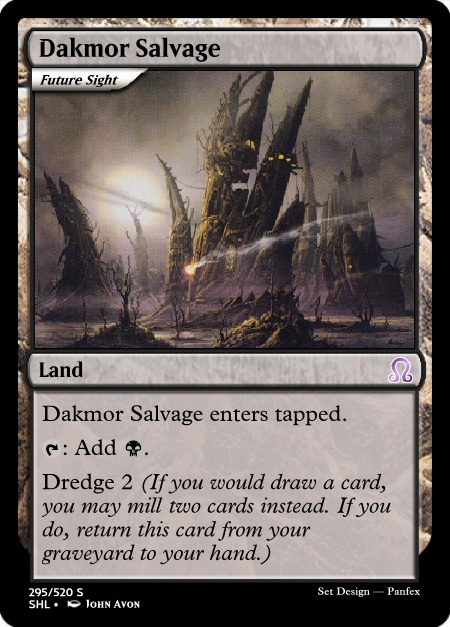 Dakmor Salvage
Future Sight
Land
Dakmor Salvage enters tapped.
: Add .
Dredge 2 (If you would draw a card,
you may mill two cards instead. If you
do, return this card from your
graveyard to your hand.)
295/520 S
Set Design — Panfex
SHL • John Avon